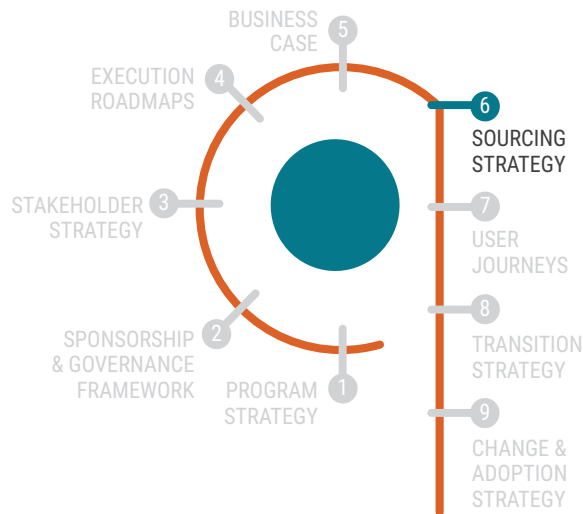 BUSINESS
CASE
5
EXECUTION
ROADMAPS
4
6
SOURCING
STRATEGY
STAKEHOLDER
STRATEGY
3
7
USER
JOURNEYS
SPONSORSHIP
& GOVERNANCE
FRAMEWORK
2
8
TRANSITION
STRATEGY
PROGRAM
STRATEGY
1
9
CHANGE &
ADOPTION
STRATEGY